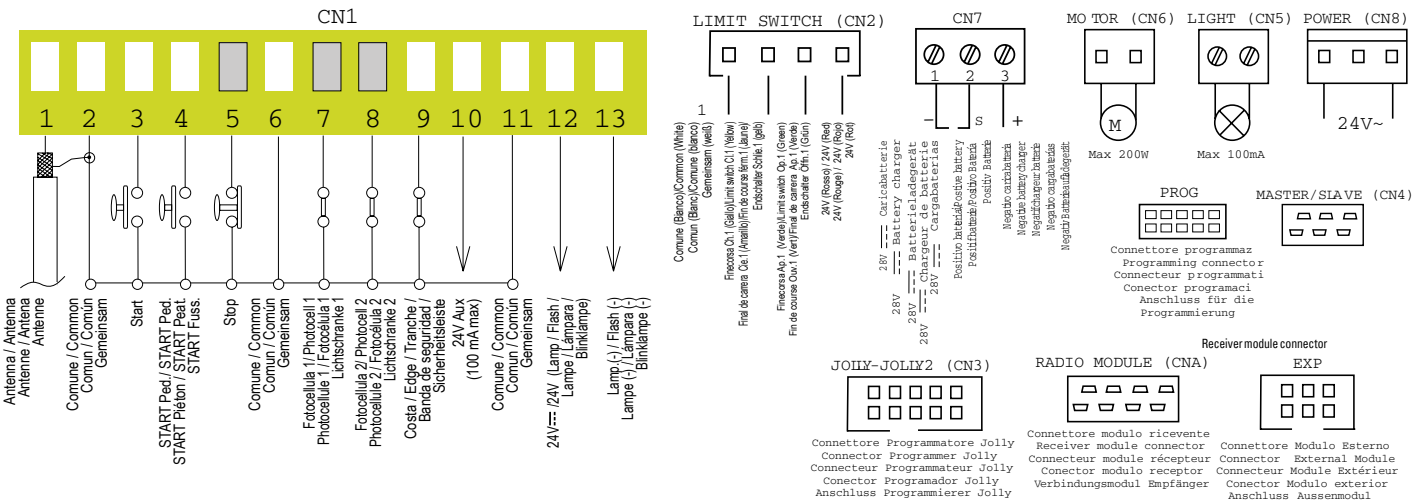 CN1
1 2 3 4 5 6 7 8 9 10 11 12 13
Antenna / Antenna
Antenne / Antena
Antenne
Comune / Common
Comun / Común
Gemeinsam
Start
START Ped./ START Ped.
START Piéton / START Peat.
START Fuss.
Stop
Comune / Common
Comun / Común
Gemeinsam
Fotocellula 1/ Photocell 1
Photocellule 1 / Fotocélula 1
Lichtschranke 1
Fotocellula 2/ Photocell 2
Photocellule 2 / Fotocélula 2
Lichtschranke 2
Costa / Edge / Tranche /
Banda de seguridad /
Sicherheitsleiste
24V Aux
(100 mA max)
Comune / Common
Comun / Común
Gemeinsam
24V /24V (Lamp / Flash /
Lampe / Lámpara /
Blinklampe)
Lamp (-) / Flash (-)
Lampe (-) / Lámpara (-)
Blinklampe (-)
LIMIT SWITCH (CN2)
1
Comune (Bianco)/Common (White)
Comun (Blanc)/Comune (blanco)
Gemeinsam (weiß)
Finecorsa Ch.1 (Giallo)/Limit switch Cl.1 (Yellow)
Final de carrera Cie.1 (Amarillo)/Fin de course férm.1 (Jaune)/
Endschalter Schlie.1 (gelb)
Finecorsa Ap.1 (Verde)/Limit switch Op.1 (Green)
Fin de course Ouv.1 (Vert)/Final de carrera Ap.1 (Verde)
Endschalter Öffn.1 (Grün)
24V (Rosso) / 24V (Red)
24V (Rouge) / 24V (Rojo)
24V (Rot)
CN7
1 2 3
- S +
28V Caricabatterie
28V Battery charger
28V Batterieladegerät
28V Chargeur de batterie
28V Cargabaterias
Positivo batteria/Postive battery
Positif batterie/Positivo Batería
Positiv Batterie
Negativo caricabatteria
Negative battery charger
Negatif chargeur batterie
Negativo cargabaterías
Negativ Batterieaufladegerät
MOTOR (CN6)
M
Max 200W
LIGHT (CN5)
Max 100mA
POWER (CN8)
24V~
PROG
Connettore programmaz
Programming connector
Connecteur programmati
Conector programaci
Anschluss für die
Programmierung
MASTER/SLAVE (CN4)
JOLLY-JOLLY2 (CN3)
Connettore Programmatore Jolly
Connector Programmer Jolly
Connecteur Programmateur Jolly
Conector Programador Jolly
Anschluss Programmierer Jolly
Receiver module connector
RADIO MODULE (CNA)
Connettore modulo ricevente
Receiver module connector
Connecteur module récepteur
Conector modulo receptor
Verbindungsmodul Empfänger
EXP
Connettore Modulo Esterno
Connector External Module
Connecteur Module Extérieur
Conector Modulo exterior
Anschluss Aussenmodul